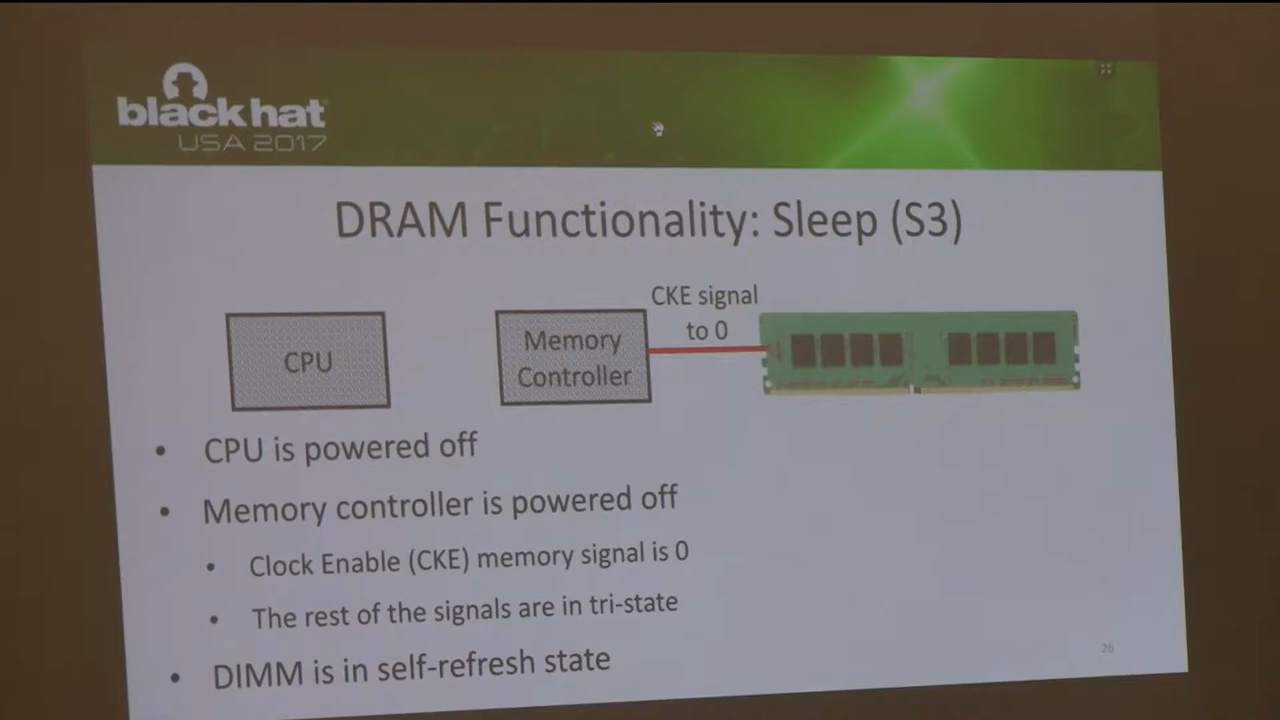 black hat
USA 2017
DRAM Functionality: Sleep (S3)
CKE signal
to 0
CPU
Memory
Controller
• CPU is powered off
• Memory controller is powered off
• Clock Enable (CKE) memory signal is 0
• The rest of the signals are in tri-state
• DIMM is in self-refresh state
26